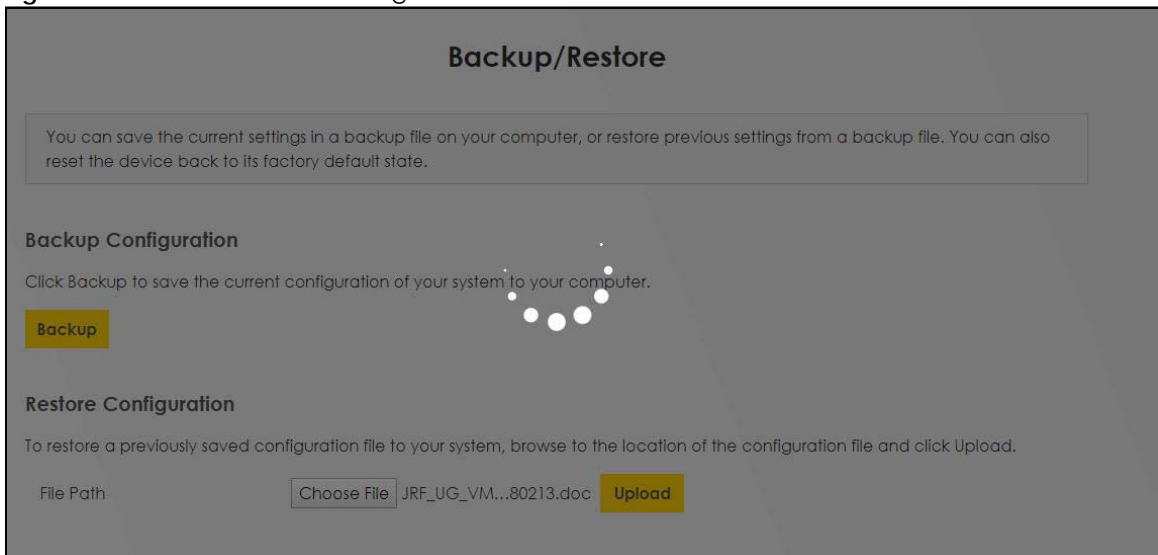 Backup/Restore
You can save the current settings in a backup file on your computer, or restore previous settings from a backup file. You can also
reset the device back to its factory default state.
Backup Configuration
Click Backup to save the current configuration of your system to your computer.
Backup
Restore Configuration
To restore a previously saved configuration file to your system, browse to the location of the configuration file and click Upload.
File Path Choose File JRF_UG_VM...80213.doc Upload